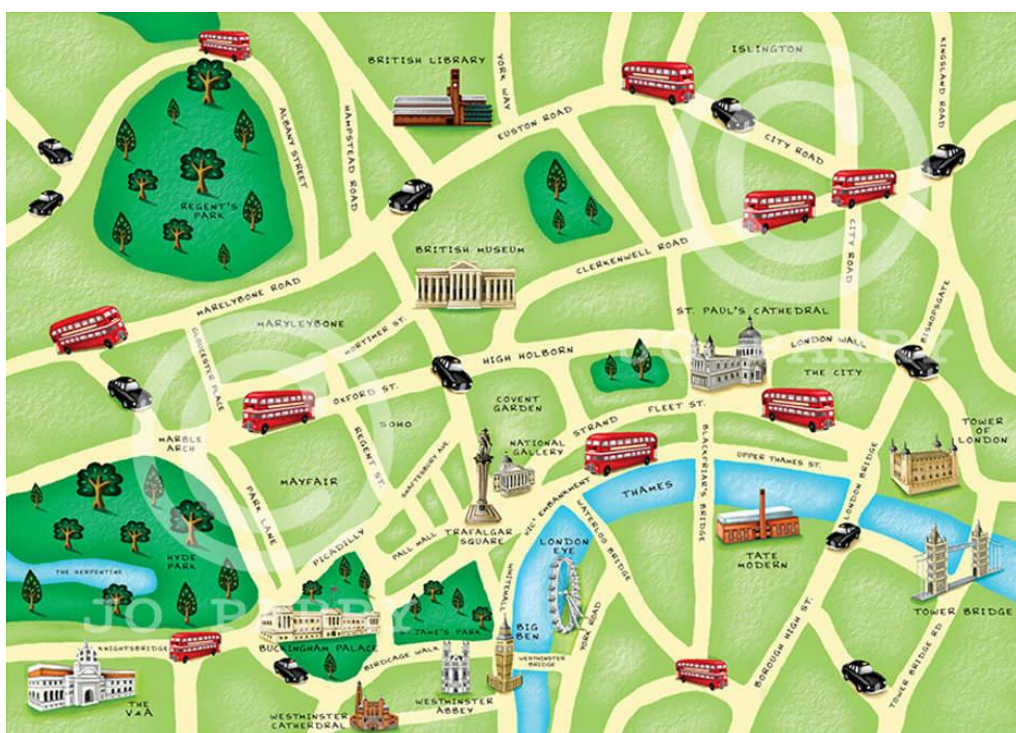 ISLINGTON
BRITISH LIBRARY
YORK WAY
KINGSLAND ROAD
EUSTON ROAD
ALBANY STREET
HAMPSTEAD ROAD
CITY ROAD
REGENT'S
PARK
BRITISH MUSEUM
CLERKENWELL ROAD
CITY
ROAD
MARELYBONE ROAD
BISHOPSGATE
ST. PAUL'S CATHEDRAL
MARYLEBONE
MORTIMER ST.
GLOUCESTER PLACE
HIGH HOLBORN
JO PARRY
LONDON WALL
THE CITY
OXFORD ST.
COVENT
GARDEN
FLEET ST.
STRAND
SOHO
REGENT ST.
MARBLE
ARCH
NATIONAL
GALLERY
SHAFTESBURY AVE
BLACKFRIAR'S BRIDGE
UPPER THAMES ST.
TOWER
OF
LONDON
LONDON BRIDGE
MAYFAIR
THAMES
PARK LANE
VIC' EMBANKMENT
WATERLOO BRIDGE
TRAFALGAR
SQUARE
PALL MALL
PICCADILLY
HYDE
PARK
THE SERPENTINE
LONDON
EYE
TATE
MODERN
WHITEHALL
JO PARRY
TOWER BRIDGE
BIG
BEN
YORK ROAD
ST. JAME'S PARK
BUCKINGHAM PALACE
KNIGHTSBRIDGE
BIRDCAGE WALK
WESTMINSTER
BRIDGE
BOROUGH HIGH ST.
TOWER BRIDGE RD
THE
V&A
WESTMINSTER
ABBEY
WESTMINSTER
CATHERDRAL